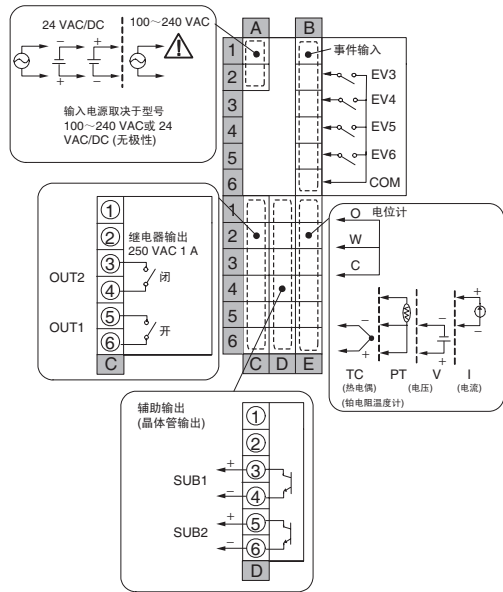 24 VAC/DC
100～240 VAC
输入电源取决于型号
100～240 VAC或 24
VAC/DC (无极性)
A
B
1
2
3
4
5
6
事件输入
EV3
EV4
EV5
EV6
COM
1
2
3
4
5
6
C
D
E
①
②
③
④
⑤
⑥
C
继电器输出
250 VAC 1 A
OUT2
闭
OUT1
开
电位计
O
W
C
TC
PT
V
I
(热电偶)
(电压)
(电流)
(铂电阻温度计)
辅助输出
(晶体管输出)
①
②
③
④
⑤
⑥
D
SUB1
SUB2